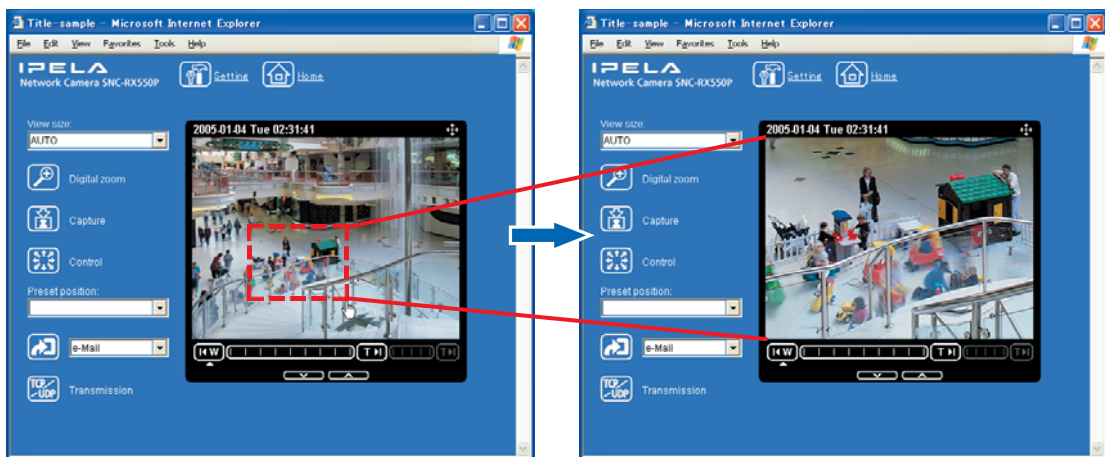 Title-sample - Microsoft Internet Explorer
File Edit View Favorites Tools Help
IPELA
Network Camera SNC-RX550P
Setting Home
View size:
AUTO
2005-01-04 Tue 02:31:41
Digital zoom
Capture
Control
Preset position:
e-Mail
W T T
TCP/UDP
Transmission
Title-sample - Microsoft Internet Explorer
File Edit View Favorites Tools Help
IPELA
Network Camera SNC-RX550P
Setting Home
View size:
AUTO
2005-01-04 Tue 02:31:41
Digital zoom
Capture
Control
Preset position:
e-Mail
W T T
TCP/UDP
Transmission